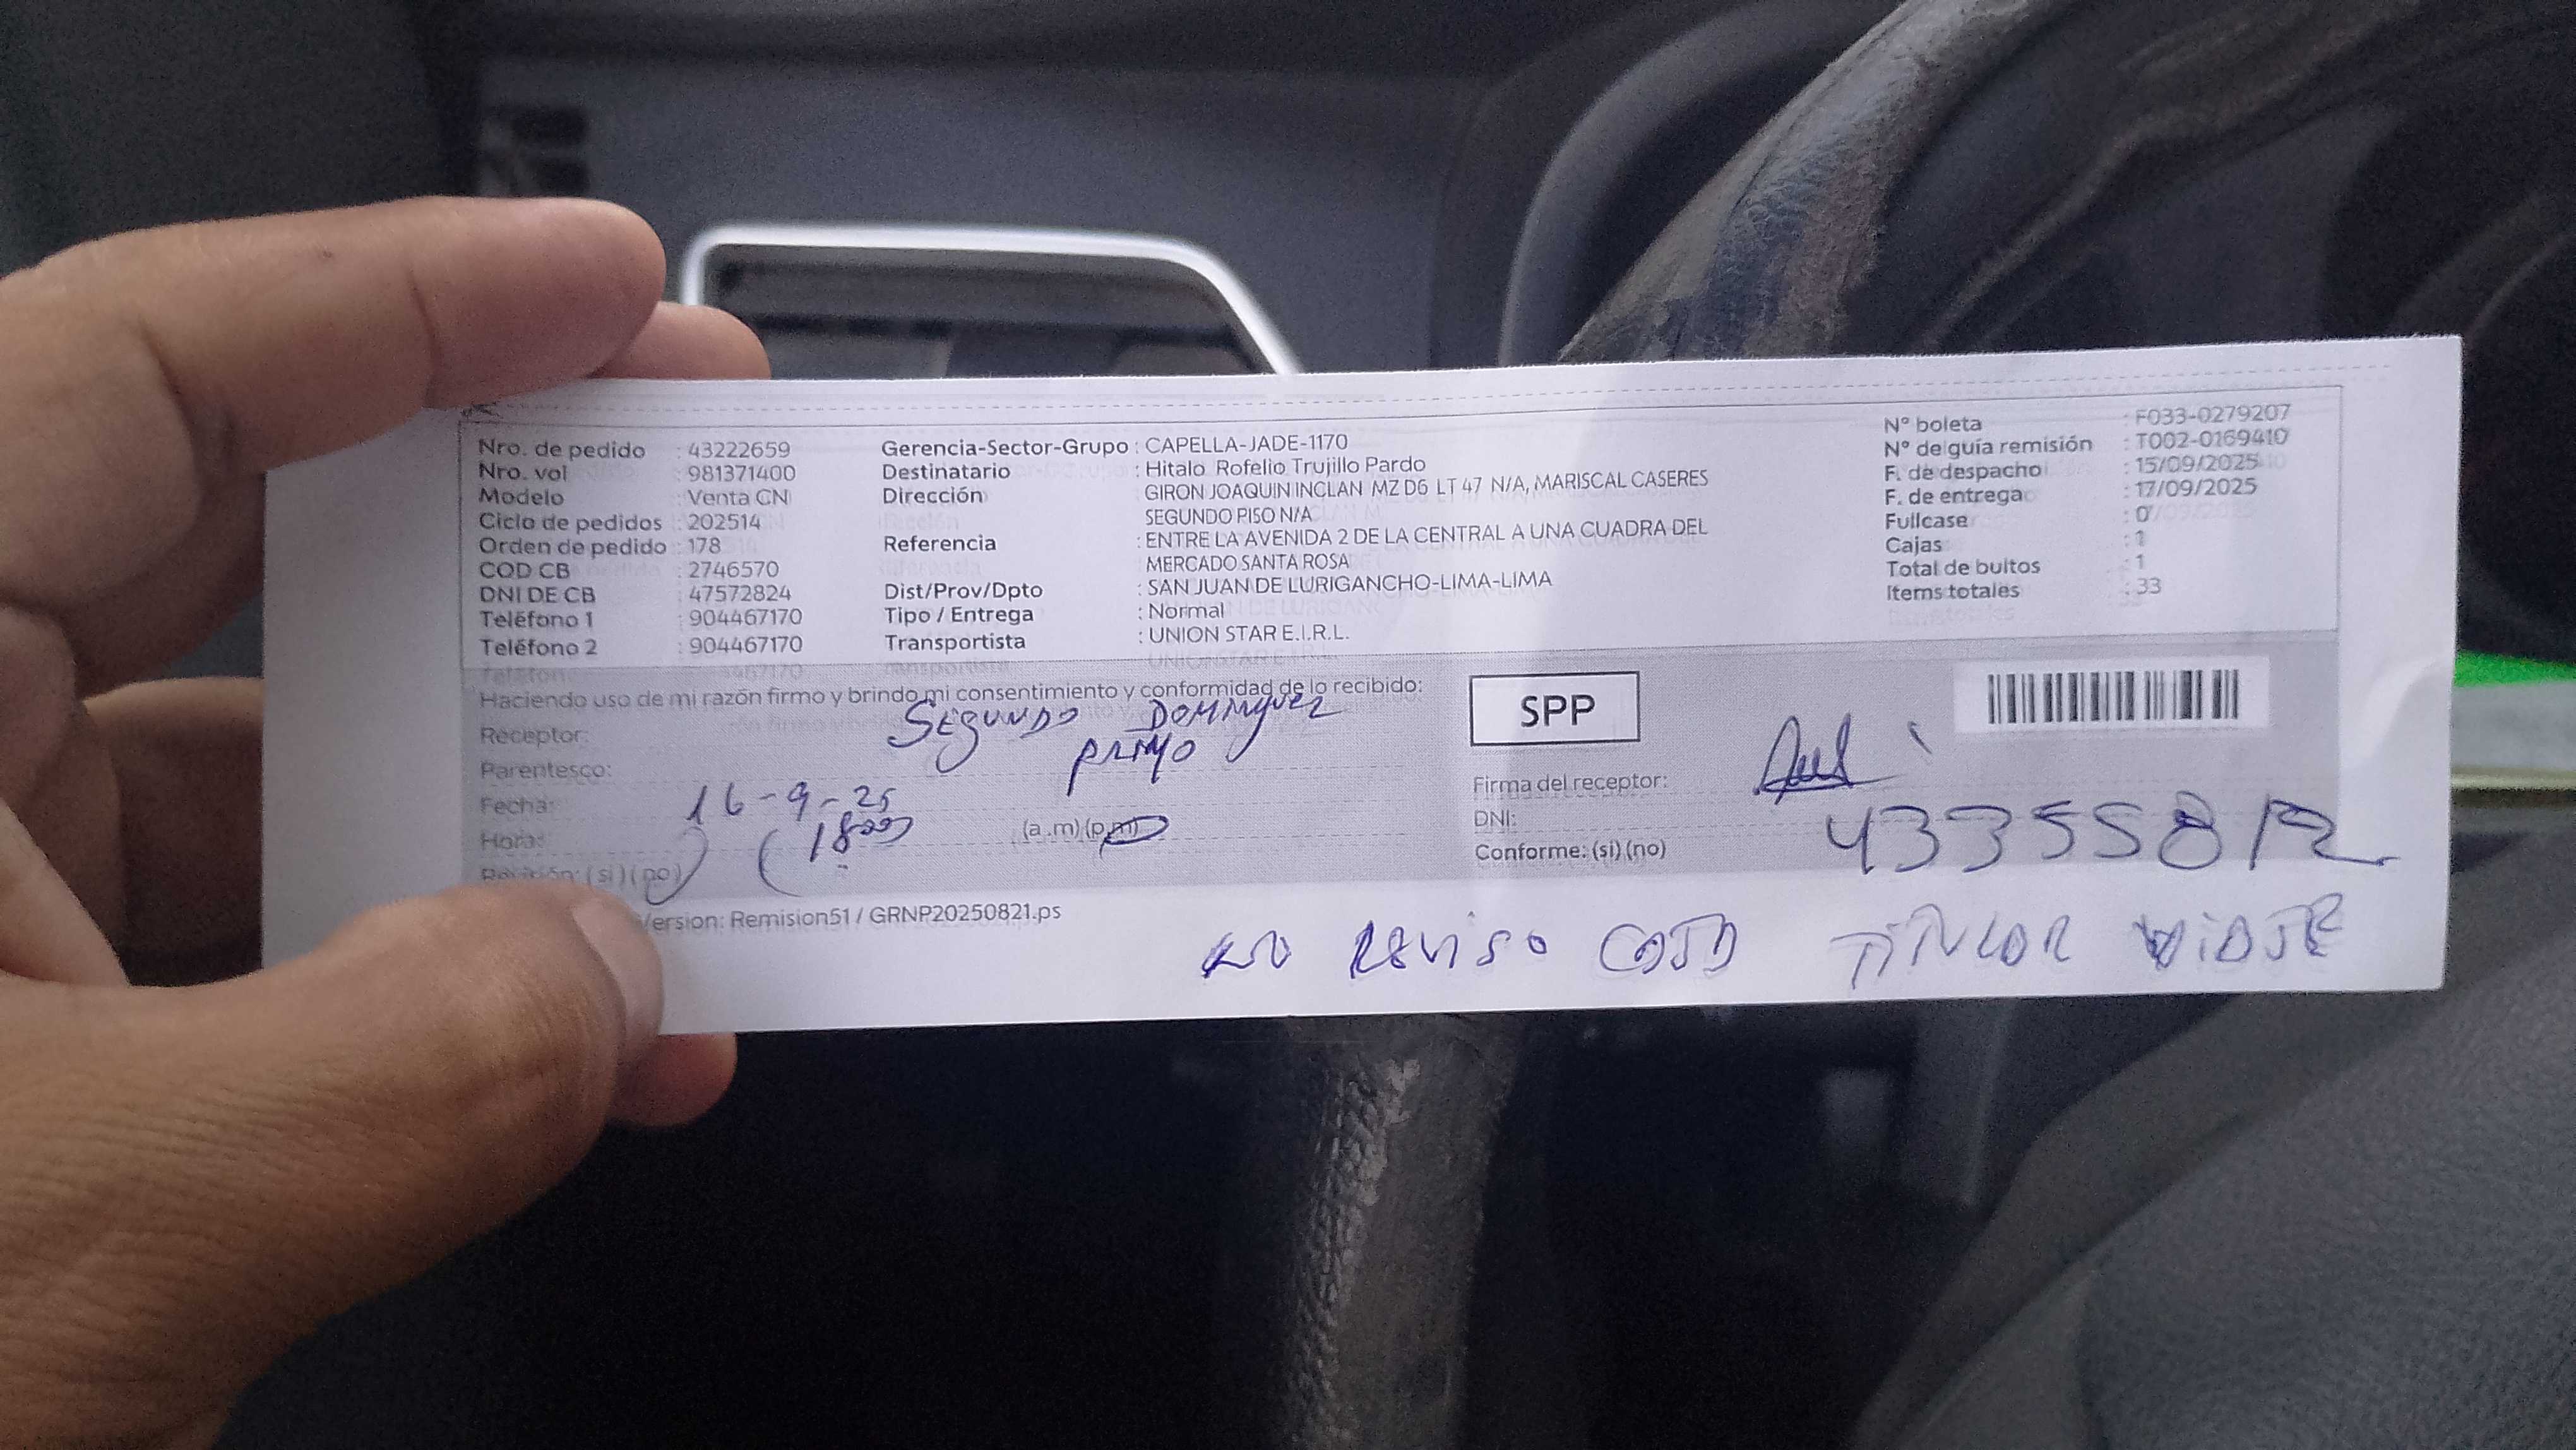 Nro. de pedido : 43222659
Nro. vol : 981371400
Modelo : Venta CN
Ciclo de pedidos : 202514
Orden de pedido : 178
COD CB : 2746570
DNI DE CB : 47572824
Teléfono 1 : 904467170
Teléfono 2 : 904467170
Gerencia-Sector-Grupo : CAPELLA-JADE-1170
Destinatario : Hitalo Rofelio Trujillo Pardo
Dirección GIRON JOAQUIN INCLAN MZ D6 LT 47 N/A, MARISCAL CASERES
SEGUNDO PISO N/A
Referencia : ENTRE LA AVENIDA 2 DE LA CENTRAL A UNA CUADRA DEL
MERCADO SANTA ROSA
Dist/Prov/Dpto : SAN JUAN DE LURIGANCHO-LIMA-LIMA
Tipo / Entrega : Normal
Transportista : UNION STAR E.I.R.L.
N° boleta : F033-0279207
N° de guía remisión : T002-0169410
F. de despacho : 15/09/2025
F. de entrega : 17/09/2025
Fullcase : 0
Cajas : 1
Total de bultos : 1
Items totales : 33
Haciendo uso de mi razón firmo y brindo mi consentimiento y conformidad de lo recibido:
Receptor: SEGUNDO DOMINGUEZ
Parentesco: PRIMO
Fecha: 16-9-25
Hora: (a.m)(p.m)
Revisión: (si) (no)
SPP
Firma del receptor:
DNI:
Conforme: (si) (no)
Version: Remision51 / GRNP20250821.ps
NO REVISO CAJA TITULAR VIAJE